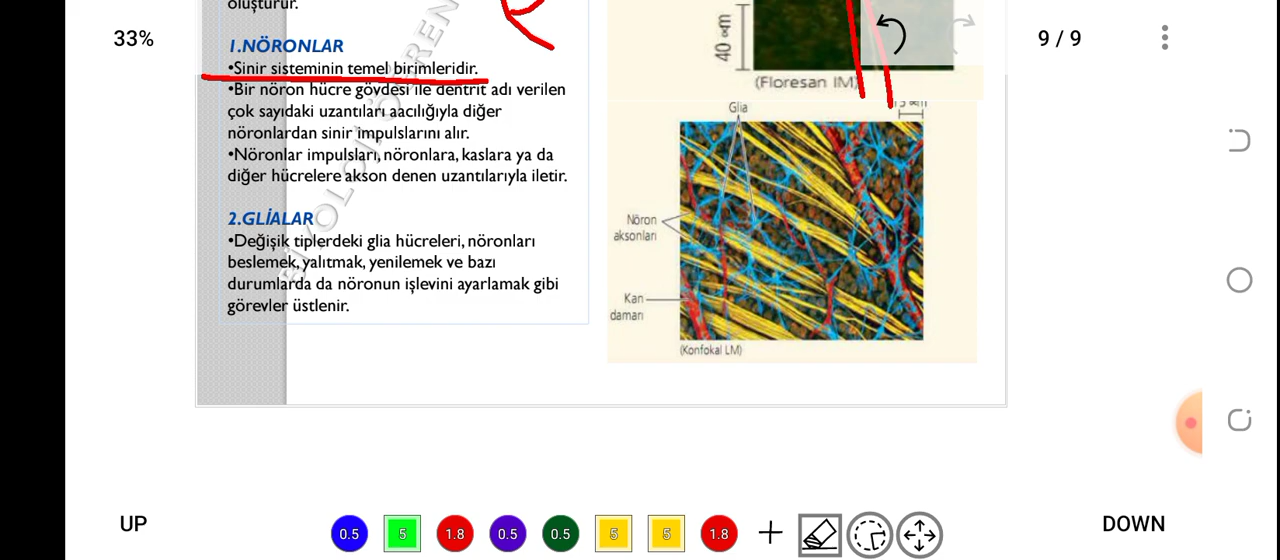 33%
9 / 9
oluşturur.
1.NÖRONLAR
•Sinir sisteminin temel birimleridir.
•Bir nöron hücre gövdesi ile dentrit adı verilen
çok sayıdaki uzantıları aacılığıyla diğer
nöronlardan sinir impulslarını alır.
•Nöronlar impulsları, nöronlara, kaslara ya da
diğer hücrelere akson denen uzantılarıyla iletir.
2.GLİALAR
•Değişik tiplerdeki glia hücreleri, nöronları
beslemek, yalıtmak, yenilemek ve bazı
durumlarda da nöronun işlevini ayarlamak gibi
görevler üstlenir.
40 ∞m
(Floresan IM)
Glia
Nöron
aksonları
Kan
damarı
(Konfokal LM)
UP
0.5
5
1.8
0.5
0.5
5
5
1.8
DOWN